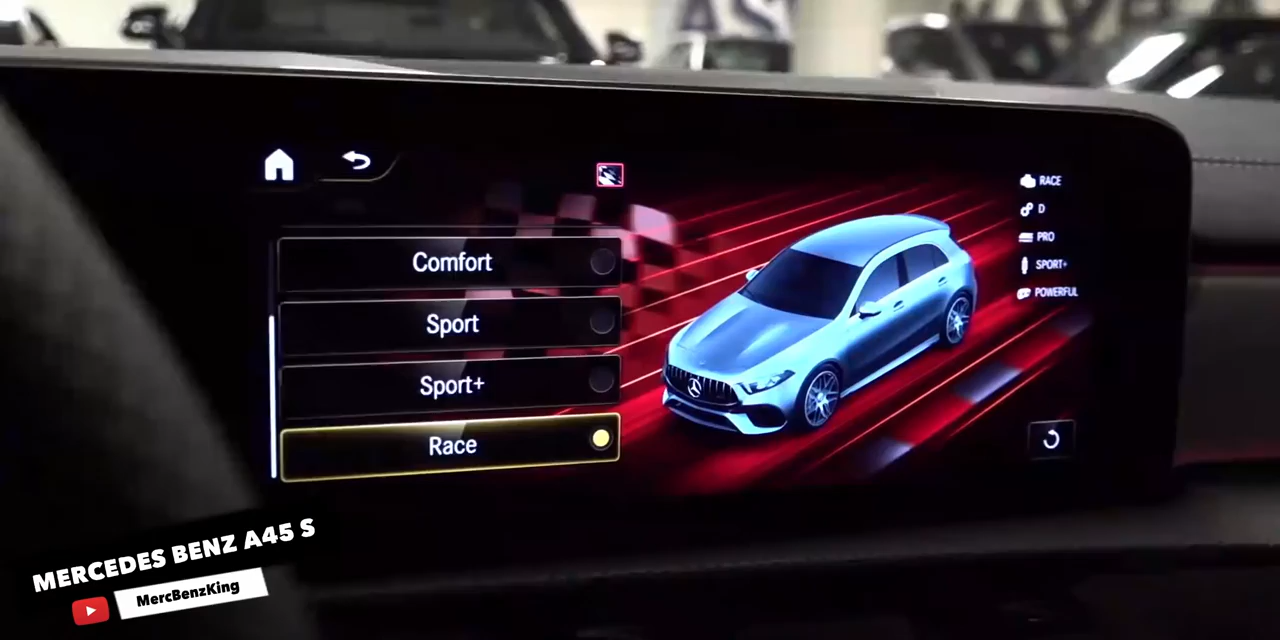 Comfort
Sport
Sport+
Race
RACE
D
PRO
SPORT+
POWERFUL
MERCEDES BENZ A45 S
MercBenzKing